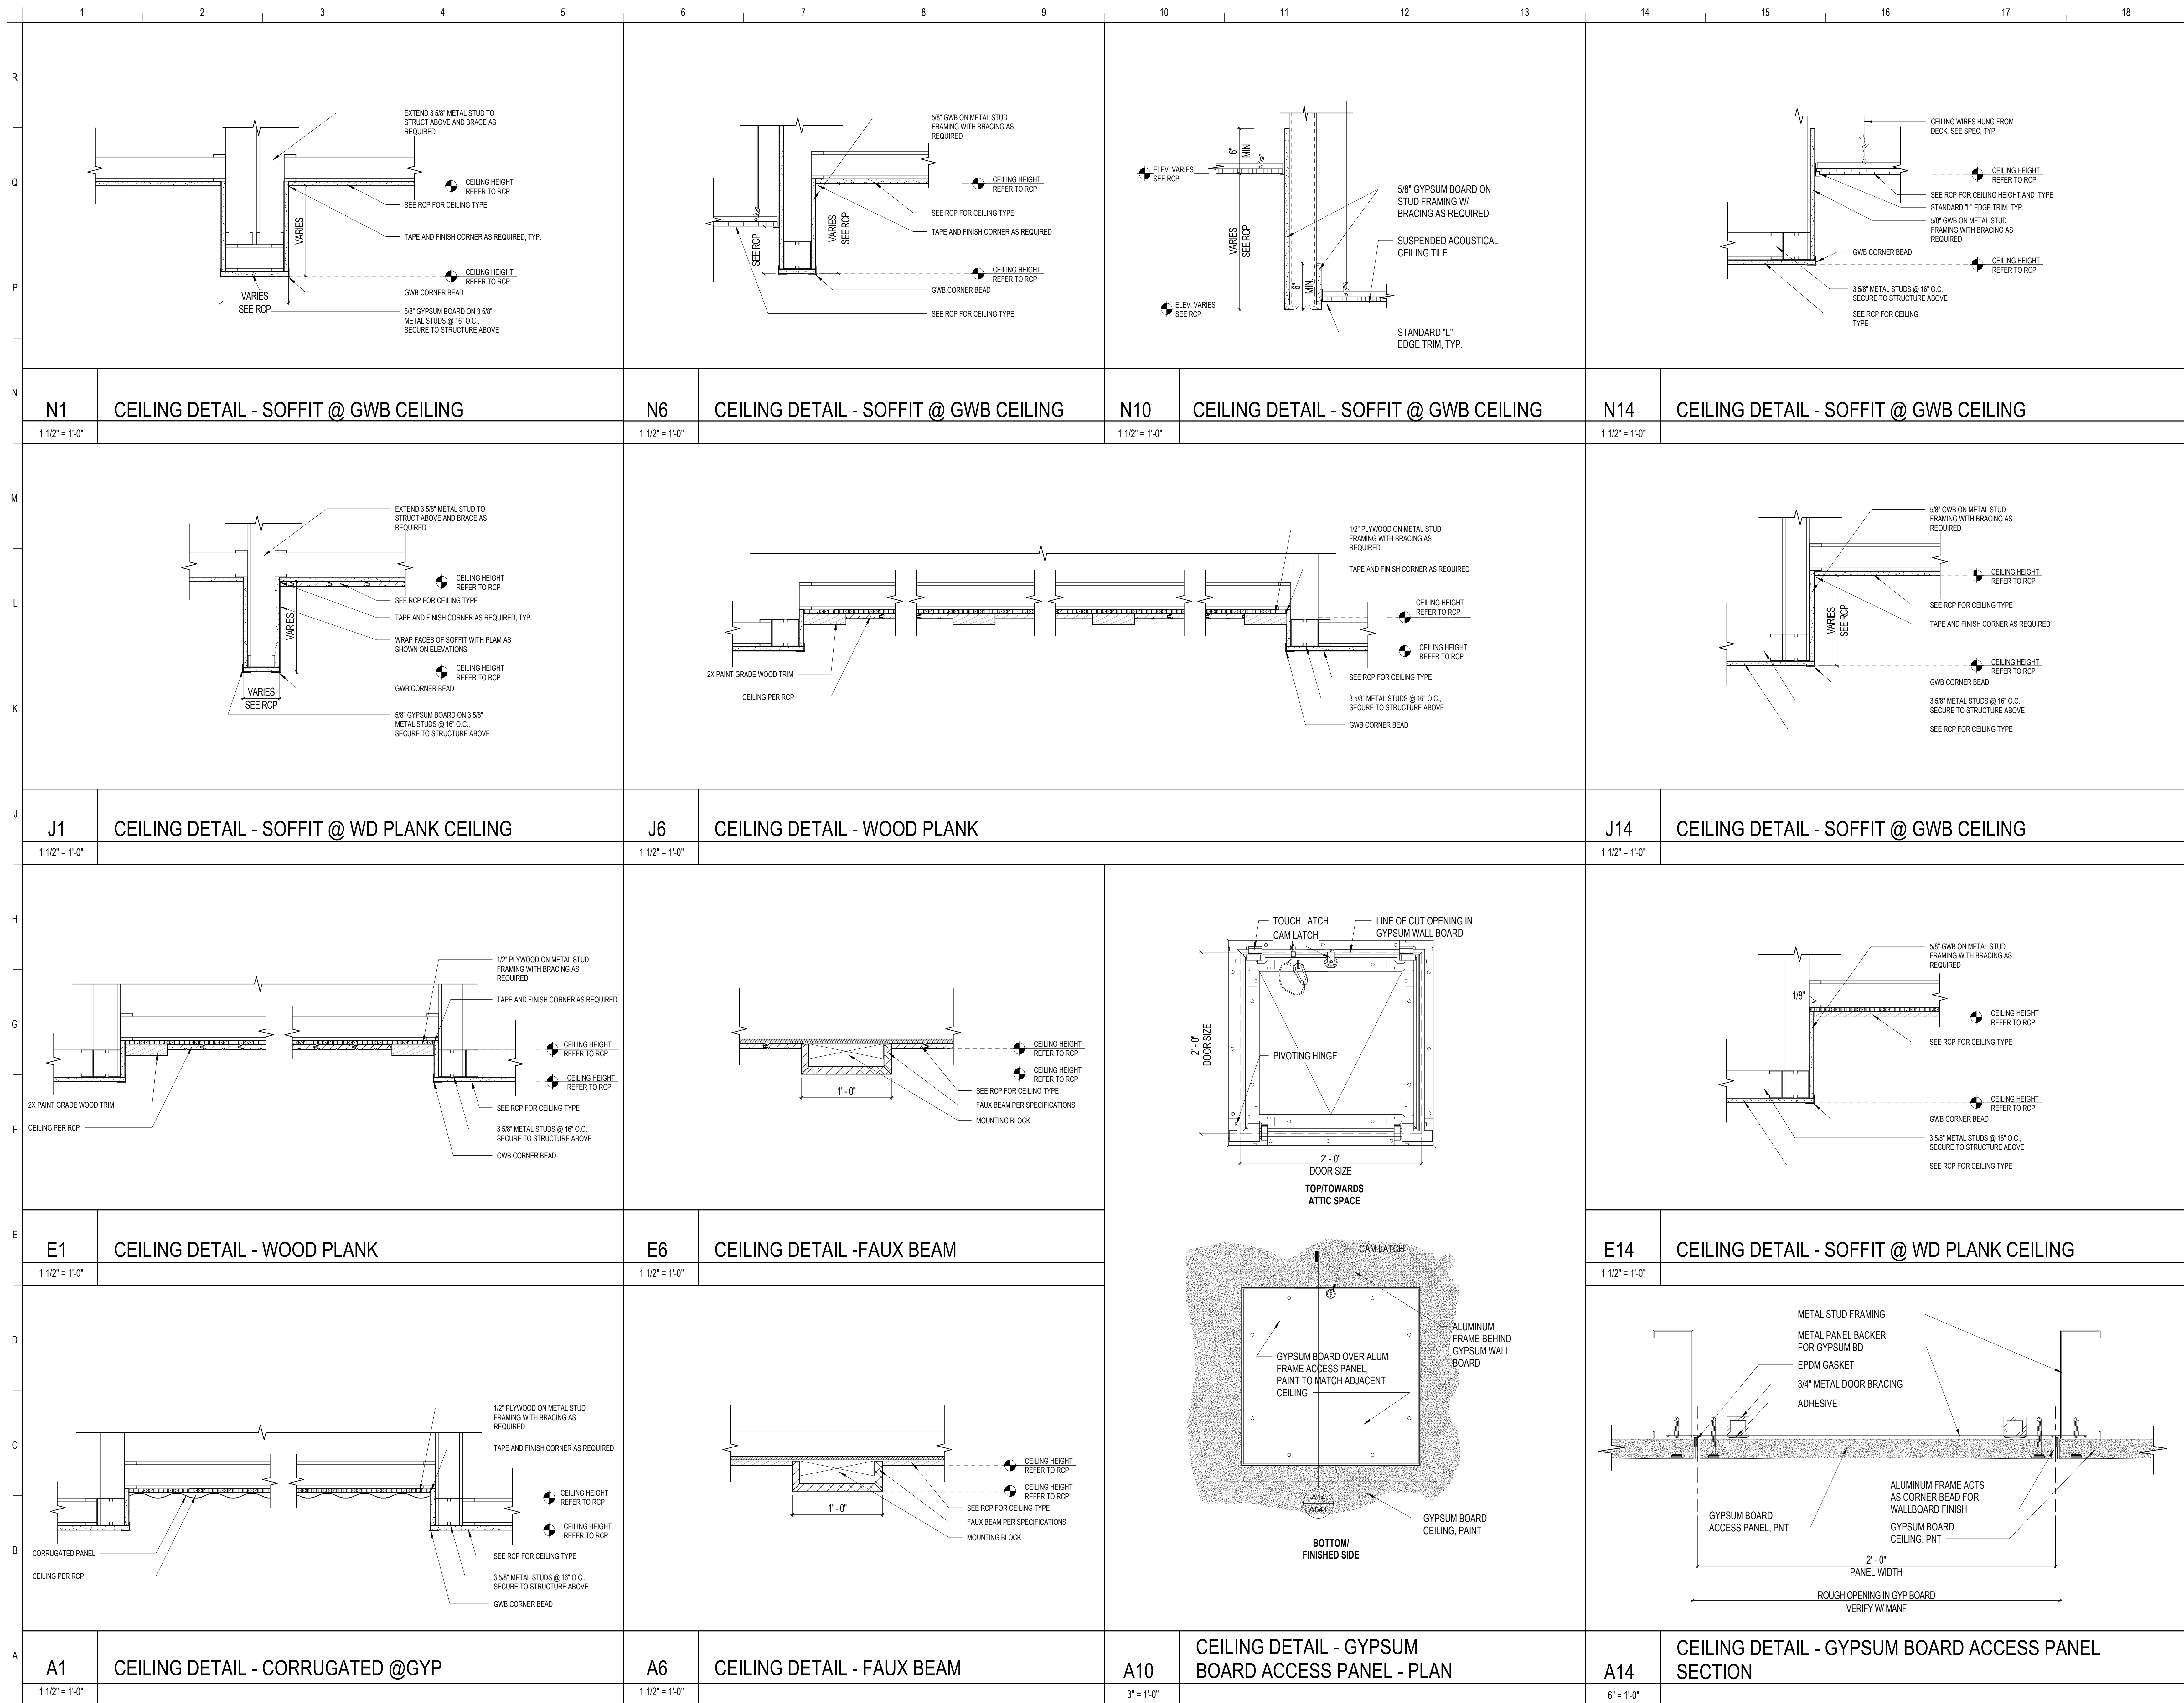 1 2 3 4 5 6 7 8 9 10 11 12 13 14 15 16 17 18
R
Q
P
N
M
L
K
J
H
G
F
E
D
C
B
A
EXTEND 3 5/8" METAL STUD TO
STRUCT ABOVE AND BRACE AS
REQUIRED
CEILING HEIGHT
REFER TO RCP
SEE RCP FOR CEILING TYPE
VARIES
TAPE AND FINISH CORNER AS REQUIRED, TYP.
CEILING HEIGHT
REFER TO RCP
GWB CORNER BEAD
VARIES
SEE RCP
5/8" GYPSUM BOARD ON 3 5/8"
METAL STUDS @ 16" O.C.,
SECURE TO STRUCTURE ABOVE
N1 CEILING DETAIL - SOFFIT @ GWB CEILING
1 1/2" = 1'-0"
5/8" GWB ON METAL STUD
FRAMING WITH BRACING AS
REQUIRED
CEILING HEIGHT
REFER TO RCP
SEE RCP FOR CEILING TYPE
SEE RCP
VARIES
SEE RCP
TAPE AND FINISH CORNER AS REQUIRED
CEILING HEIGHT
REFER TO RCP
GWB CORNER BEAD
SEE RCP FOR CEILING TYPE
N6 CEILING DETAIL - SOFFIT @ GWB CEILING
1 1/2" = 1'-0"
6"
MIN
ELEV. VARIES
SEE RCP
5/8" GYPSUM BOARD ON
STUD FRAMING W/
BRACING AS REQUIRED
VARIES
SEE RCP
SUSPENDED ACOUSTICAL
CEILING TILE
6"
MIN.
ELEV. VARIES
SEE RCP
STANDARD "L"
EDGE TRIM, TYP.
N10 CEILING DETAIL - SOFFIT @ GWB CEILING
1 1/2" = 1'-0"
CEILING WIRES HUNG FROM
DECK, SEE SPEC, TYP.
CEILING HEIGHT
REFER TO RCP
SEE RCP FOR CEILING HEIGHT AND TYPE
STANDARD "L" EDGE TRIM. TYP.
5/8" GWB ON METAL STUD
FRAMING WITH BRACING AS
REQUIRED
GWB CORNER BEAD
CEILING HEIGHT
REFER TO RCP
3 5/8" METAL STUDS @ 16" O.C.,
SECURE TO STRUCTURE ABOVE
SEE RCP FOR CEILING
TYPE
N14 CEILING DETAIL - SOFFIT @ GWB CEILING
1 1/2" = 1'-0"
EXTEND 3 5/8" METAL STUD TO
STRUCT ABOVE AND BRACE AS
REQUIRED
CEILING HEIGHT
REFER TO RCP
SEE RCP FOR CEILING TYPE
TAPE AND FINISH CORNER AS REQUIRED, TYP.
VARIES
WRAP FACES OF SOFFIT WITH PLAM AS
SHOWN ON ELEVATIONS
CEILING HEIGHT
REFER TO RCP
GWB CORNER BEAD
VARIES
SEE RCP
5/8" GYPSUM BOARD ON 3 5/8"
METAL STUDS @ 16" O.C.,
SECURE TO STRUCTURE ABOVE
J1 CEILING DETAIL - SOFFIT @ WD PLANK CEILING
1 1/2" = 1'-0"
1/2" PLYWOOD ON METAL STUD
FRAMING WITH BRACING AS
REQUIRED
TAPE AND FINISH CORNER AS REQUIRED
CEILING HEIGHT
REFER TO RCP
CEILING HEIGHT
REFER TO RCP
2X PAINT GRADE WOOD TRIM
SEE RCP FOR CEILING TYPE
CEILING PER RCP
3 5/8" METAL STUDS @ 16" O.C.,
SECURE TO STRUCTURE ABOVE
GWB CORNER BEAD
J6 CEILING DETAIL - WOOD PLANK
1 1/2" = 1'-0"
5/8" GWB ON METAL STUD
FRAMING WITH BRACING AS
REQUIRED
CEILING HEIGHT
REFER TO RCP
SEE RCP FOR CEILING TYPE
VARIES
SEE RCP
TAPE AND FINISH CORNER AS REQUIRED
CEILING HEIGHT
REFER TO RCP
GWB CORNER BEAD
3 5/8" METAL STUDS @ 16" O.C.,
SECURE TO STRUCTURE ABOVE
SEE RCP FOR CEILING TYPE
J14 CEILING DETAIL - SOFFIT @ GWB CEILING
1 1/2" = 1'-0"
1/2" PLYWOOD ON METAL STUD
FRAMING WITH BRACING AS
REQUIRED
TAPE AND FINISH CORNER AS REQUIRED
CEILING HEIGHT
REFER TO RCP
CEILING HEIGHT
REFER TO RCP
2X PAINT GRADE WOOD TRIM
SEE RCP FOR CEILING TYPE
CEILING PER RCP
3 5/8" METAL STUDS @ 16" O.C.,
SECURE TO STRUCTURE ABOVE
GWB CORNER BEAD
E1 CEILING DETAIL - WOOD PLANK
1 1/2" = 1'-0"
CEILING HEIGHT
REFER TO RCP
CEILING HEIGHT
REFER TO RCP
1' - 0"
SEE RCP FOR CEILING TYPE
FAUX BEAM PER SPECIFICATIONS
MOUNTING BLOCK
E6 CEILING DETAIL -FAUX BEAM
1 1/2" = 1'-0"
TOUCH LATCH
CAM LATCH
LINE OF CUT OPENING IN
GYPSUM WALL BOARD
2' - 0"
DOOR SIZE
PIVOTING HINGE
2' - 0"
DOOR SIZE
TOP/TOWARDS
ATTIC SPACE
CAM LATCH
ALUMINUM
FRAME BEHIND
GYPSUM WALL
BOARD
GYPSUM BOARD OVER ALUM
FRAME ACCESS PANEL,
PAINT TO MATCH ADJACENT
CEILING
A14
A541
GYPSUM BOARD
CEILING, PAINT
BOTTOM/
FINISHED SIDE
A10 CEILING DETAIL - GYPSUM
BOARD ACCESS PANEL - PLAN
3" = 1'-0"
5/8" GWB ON METAL STUD
FRAMING WITH BRACING AS
REQUIRED
1/8"
CEILING HEIGHT
REFER TO RCP
SEE RCP FOR CEILING TYPE
CEILING HEIGHT
REFER TO RCP
GWB CORNER BEAD
3 5/8" METAL STUDS @ 16" O.C.,
SECURE TO STRUCTURE ABOVE
SEE RCP FOR CEILING TYPE
E14 CEILING DETAIL - SOFFIT @ WD PLANK CEILING
1 1/2" = 1'-0"
1/2" PLYWOOD ON METAL STUD
FRAMING WITH BRACING AS
REQUIRED
TAPE AND FINISH CORNER AS REQUIRED
CEILING HEIGHT
REFER TO RCP
CEILING HEIGHT
REFER TO RCP
CORRUGATED PANEL
SEE RCP FOR CEILING TYPE
CEILING PER RCP
3 5/8" METAL STUDS @ 16" O.C.,
SECURE TO STRUCTURE ABOVE
GWB CORNER BEAD
A1 CEILING DETAIL - CORRUGATED @GYP
1 1/2" = 1'-0"
CEILING HEIGHT
REFER TO RCP
CEILING HEIGHT
REFER TO RCP
1' - 0"
SEE RCP FOR CEILING TYPE
FAUX BEAM PER SPECIFICATIONS
MOUNTING BLOCK
A6 CEILING DETAIL - FAUX BEAM
1 1/2" = 1'-0"
METAL STUD FRAMING
METAL PANEL BACKER
FOR GYPSUM BD
EPDM GASKET
3/4" METAL DOOR BRACING
ADHESIVE
ALUMINUM FRAME ACTS
AS CORNER BEAD FOR
WALLBOARD FINISH
GYPSUM BOARD
ACCESS PANEL, PNT
GYPSUM BOARD
CEILING, PNT
2' - 0"
PANEL WIDTH
ROUGH OPENING IN GYP BOARD
VERIFY W/ MANF
A14 CEILING DETAIL - GYPSUM BOARD ACCESS PANEL
SECTION
6" = 1'-0"